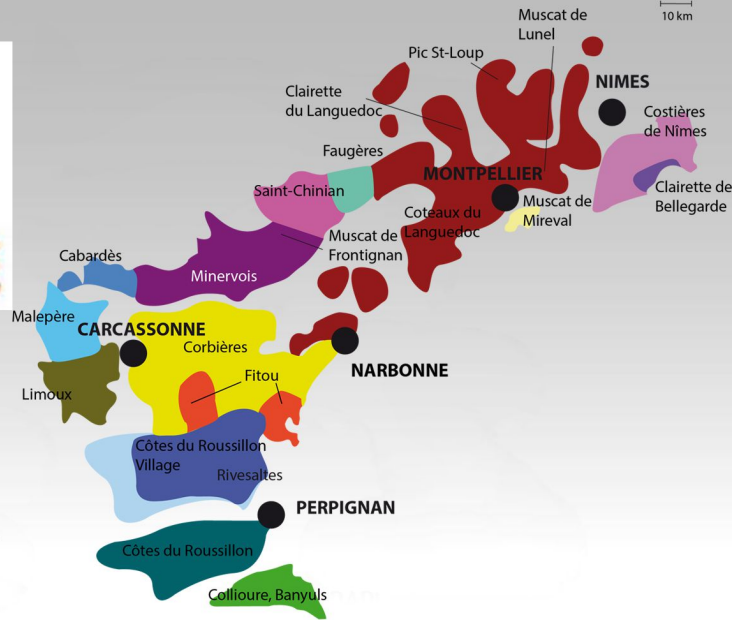 10 km
Muscat de
Lunel
Pic St-Loup
NIMES
Clairette
du Languedoc
Costières
de Nîmes
Faugères
MONTPELLIER
Saint-Chinian
Clairette de
Bellegarde
Muscat de
Mireval
Coteaux du
Languedoc
Muscat de
Frontignan
Cabardès
Minervois
Malepère
CARCASSONNE
Corbières
NARBONNE
Fitou
Limoux
Côtes du Roussillon
Village
Rivesaltes
PERPIGNAN
Côtes du Roussillon
Collioure, Banyuls